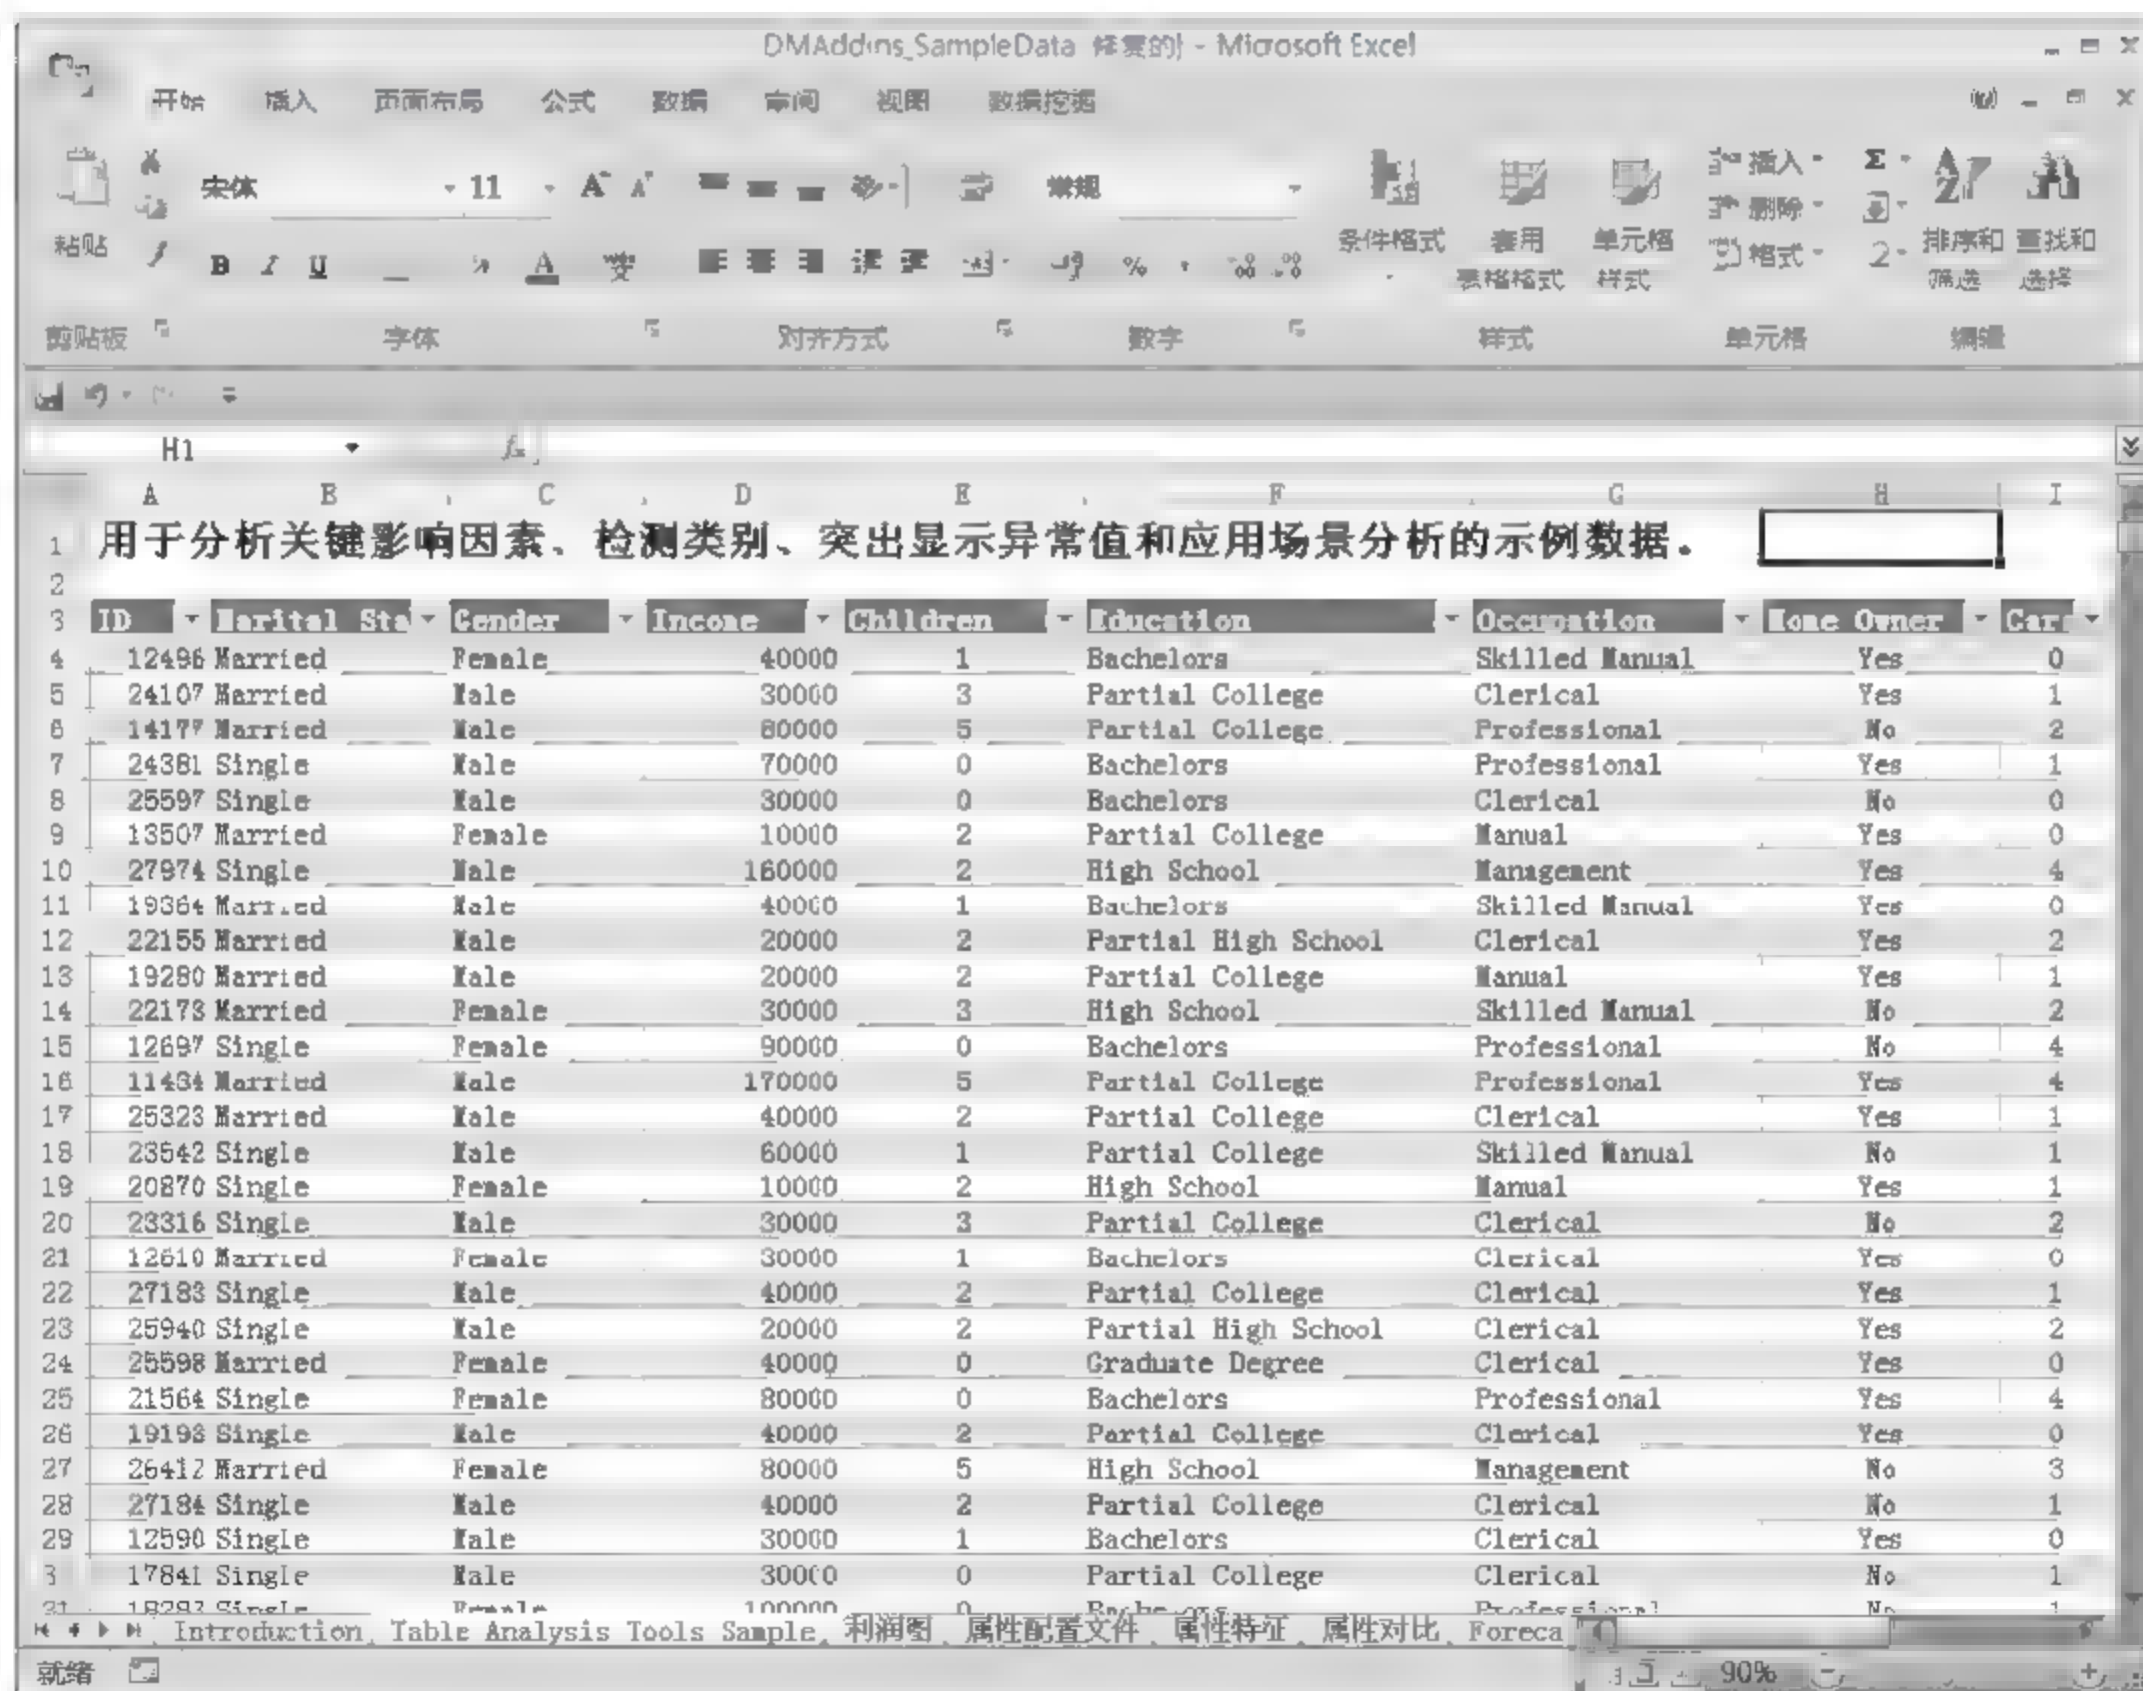 DMAddins_SampleData 修复的] - Microsoft Excel
开始 插入 页面布局 公式 数据 审阅 视图 数据挖掘
宋体 11 常规 插入 Σ
粘贴 条件格式 套用 单元格 删除 排序和 查找和
B I U A % 表格格式 样式 格式 筛选 选择
剪贴板 字体 对齐方式 数字 样式 单元格 编辑
H1 fx
A B C D E F G H I
1 用于分析关键影响因素、检测类别、突出显示异常值和应用场景分析的示例数据。
2
3 ID Marital Sta Gender Income Children Education Occupation Home Owner Cars
4 12496 Married Female 40000 1 Bachelors Skilled Manual Yes 0
5 24107 Married Male 30000 3 Partial College Clerical Yes 1
6 14177 Married Male 80000 5 Partial College Professional No 2
7 24381 Single Male 70000 0 Bachelors Professional Yes 1
8 25597 Single Male 30000 0 Bachelors Clerical No 0
9 13507 Married Female 10000 2 Partial College Manual Yes 0
10 27974 Single Male 160000 2 High School Management Yes 4
11 19364 Married Male 40000 1 Bachelors Skilled Manual Yes 0
12 22155 Married Male 20000 2 Partial High School Clerical Yes 2
13 19280 Married Male 20000 2 Partial College Manual Yes 1
14 22173 Married Female 30000 3 High School Skilled Manual No 2
15 12697 Single Female 90000 0 Bachelors Professional No 4
16 11434 Married Male 170000 5 Partial College Professional Yes 4
17 25323 Married Male 40000 2 Partial College Clerical Yes 1
18 23542 Single Male 60000 1 Partial College Skilled Manual No 1
19 20870 Single Female 10000 2 High School Manual Yes 1
20 23316 Single Male 30000 3 Partial College Clerical No 2
21 12610 Married Female 30000 1 Bachelors Clerical Yes 0
22 27183 Single Male 40000 2 Partial College Clerical Yes 1
23 25940 Single Male 20000 2 Partial High School Clerical Yes 2
24 25598 Married Female 40000 0 Graduate Degree Clerical Yes 0
25 21564 Single Female 80000 0 Bachelors Professional Yes 4
26 19193 Single Male 40000 2 Partial College Clerical Yes 0
27 26412 Married Female 80000 5 High School Management No 3
28 27184 Single Male 40000 2 Partial College Clerical No 1
29 12590 Single Male 30000 1 Bachelors Clerical Yes 0
3 17841 Single Male 30000 0 Partial College Clerical No 1
31 18283 Single Female 100000 0 Bachelors Professional No 1
Introduction Table Analysis Tools Sample 利润图 属性配置文件 属性特征 属性对比 Foreca
就绪 90%